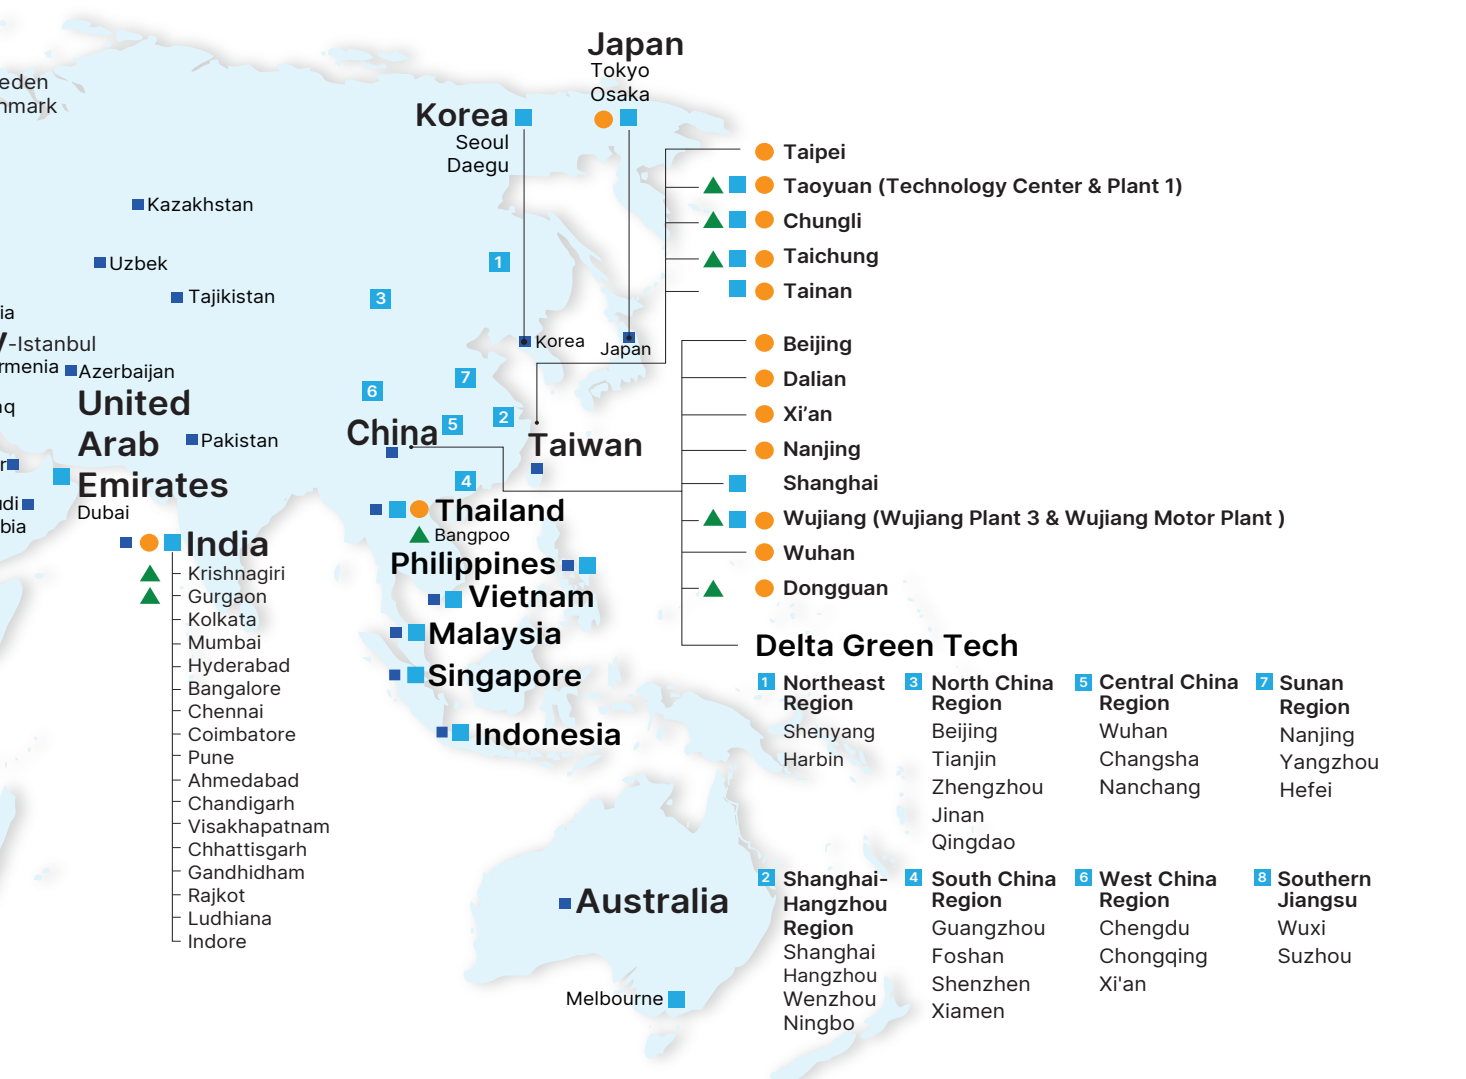 Japan
Tokyo
Osaka
Korea
Seoul
Daegu
eden
nmark
Kazakhstan
Uzbek
Tajikistan
ia
-Istanbul
rmenia
Azerbaijan
United
Arab
Emirates
Dubai
Pakistan
r
udi
bia
1
3
Korea
Japan
7
6
2
5
China
Taiwan
4
Thailand
Bangpoo
Philippines
Vietnam
Malaysia
Singapore
Indonesia
Australia
Melbourne
India
Krishnagiri
Gurgaon
Kolkata
Mumbai
Hyderabad
Bangalore
Chennai
Coimbatore
Pune
Ahmedabad
Chandigarh
Visakhapatnam
Chhattisgarh
Gandhidham
Rajkot
Ludhiana
Indore
Taipei
Taoyuan (Technology Center & Plant 1)
Chungli
Taichung
Tainan
Beijing
Dalian
Xi’an
Nanjing
Shanghai
Wujiang (Wujiang Plant 3 & Wujiang Motor Plant )
Wuhan
Dongguan
Delta Green Tech
1 Northeast
Region
Shenyang
Harbin
3 North China
Region
Beijing
Tianjin
Zhengzhou
Jinan
Qingdao
5 Central China
Region
Wuhan
Changsha
Nanchang
7 Sunan
Region
Nanjing
Yangzhou
Hefei
2 Shanghai-
Hangzhou
Region
Shanghai
Hangzhou
Wenzhou
Ningbo
4 South China
Region
Guangzhou
Foshan
Shenzhen
Xiamen
6 West China
Region
Chengdu
Chongqing
Xi'an
8 Southern
Jiangsu
Wuxi
Suzhou